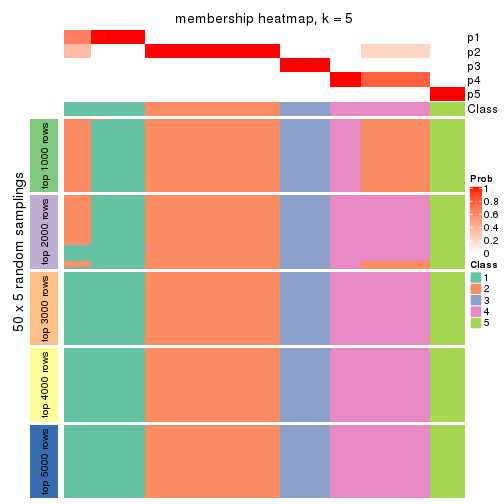 membership heatmap, k = 5
p1
p2
p3
p4
p5
Class
50 x 5 random samplings
top 1000 rows
top 2000 rows
top 3000 rows
top 4000 rows
top 5000 rows
Prob
1
0.8
0.6
0.4
0.2
0
Class
1
2
3
4
5